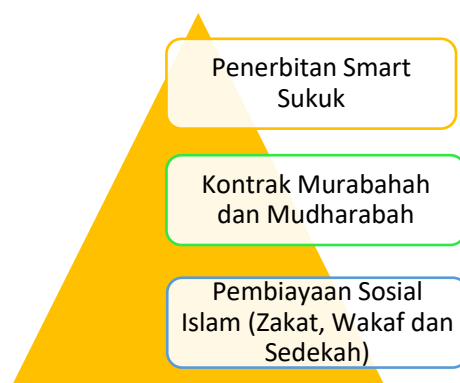 Penerbitan Smart
Sukuk
Kontrak Murabahah
dan Mudharabah
Pembiayaan Sosial
Islam (Zakat, Wakaf dan
Sedekah)